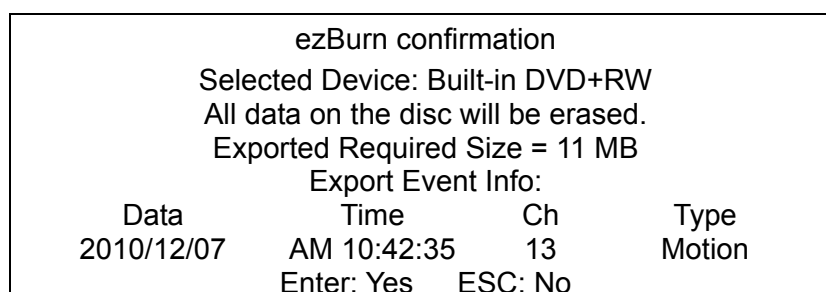 ezBurn confirmation
Selected Device: Built-in DVD+RW
All data on the disc will be erased.
Exported Required Size = 11 MB
Export Event Info:
Data Time Ch Type
2010/12/07 AM 10:42:35 13 Motion
Enter: Yes ESC: No